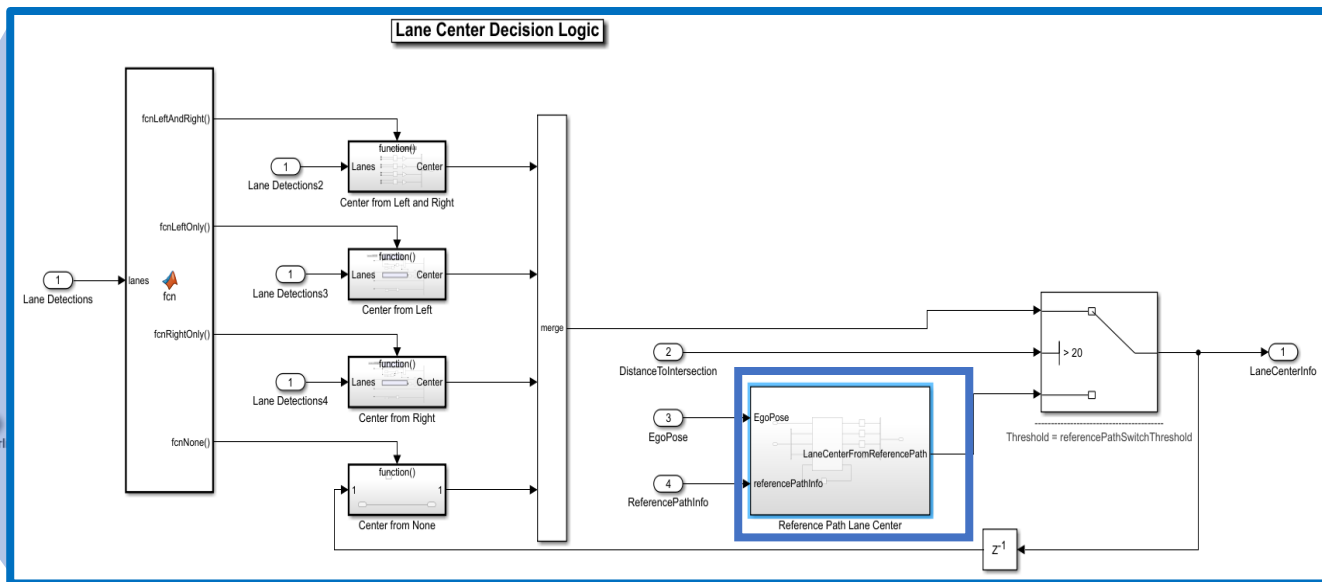 Lane Center Decision Logic
1
Lane Detections
lanes
fcn
fcnLeftAndRight()
fcnLeftOnly()
fcnRightOnly()
fcnNone()
1
Lane Detections2
function()
Lanes
Center
Center from Left and Right
1
Lane Detections3
function()
Lanes
Center
Center from Left
1
Lane Detections4
function()
Lanes
Center
Center from Right
function()
1
1
Center from None
merge
2
DistanceToIntersection
3
EgoPose
4
ReferencePathInfo
EgoPose
LaneCenterFromReferencePath
referencePathInfo
Reference Path Lane Center
> 20
Threshold = referencePathSwitchThreshold
1
LaneCenterInfo
Z-1